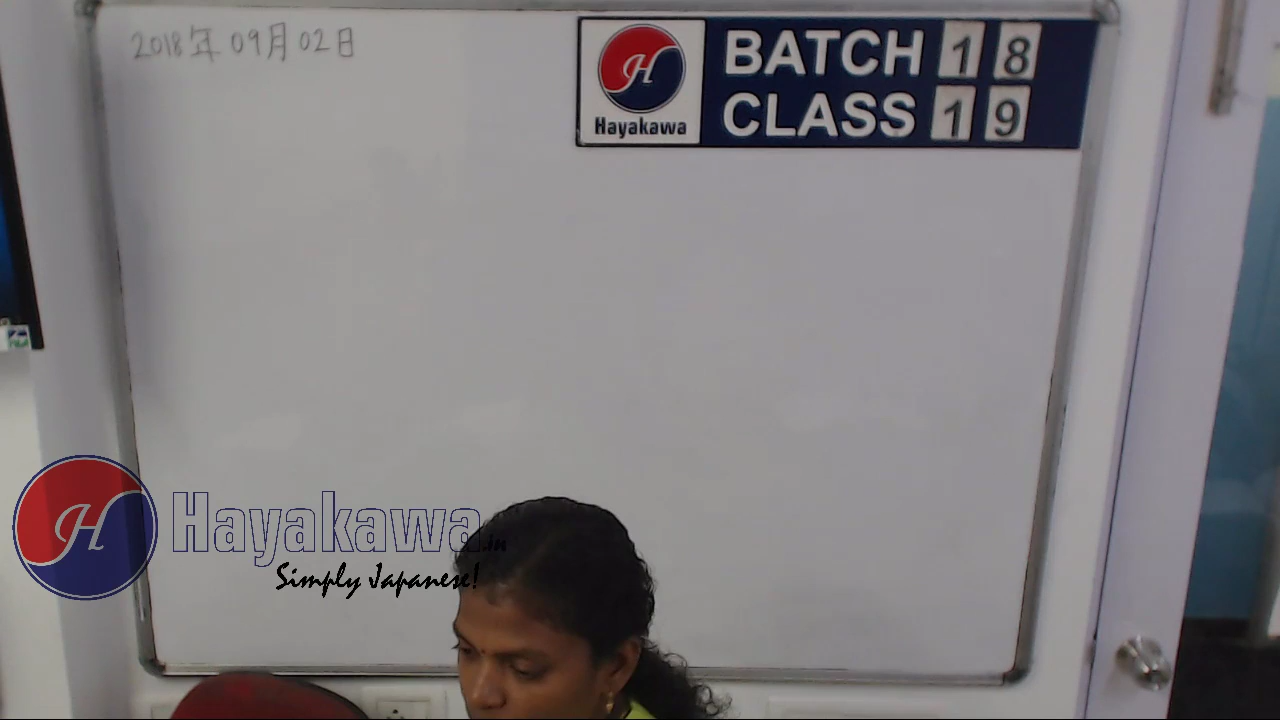 2018年 09月 02日
H
Hayakawa
BATCH 18
CLASS 19
H
Hayakawa.in
Simply Japanese!